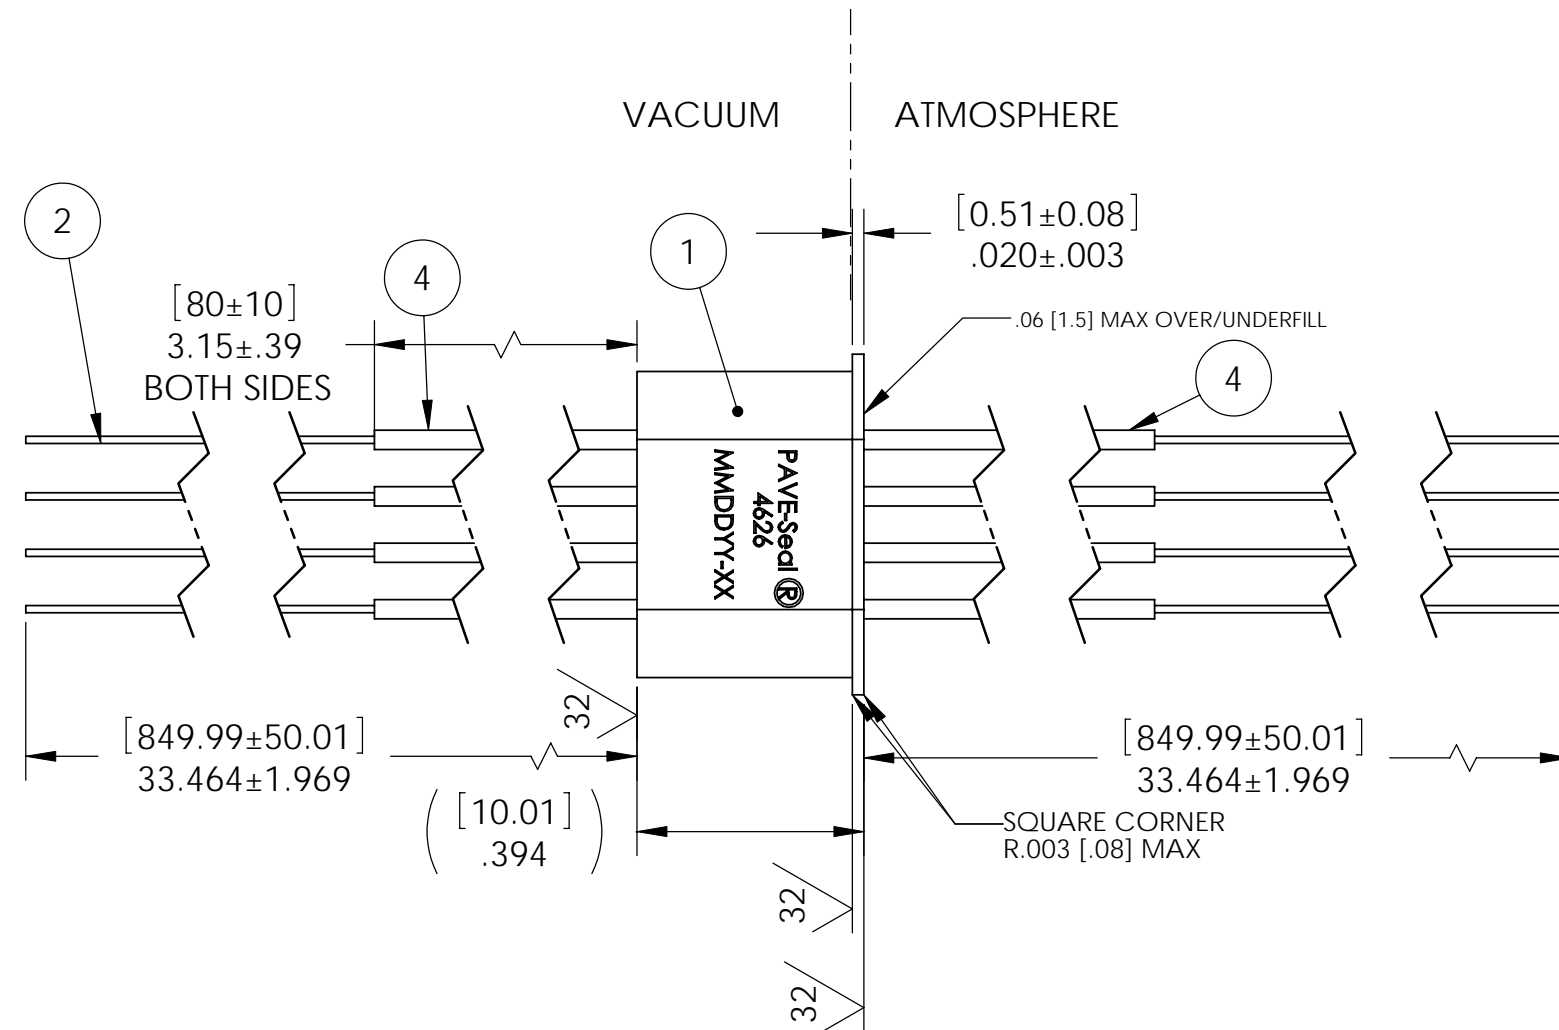 VACUUM
ATMOSPHERE
2
[80±10]
3.15±.39
BOTH SIDES
4
1
[0.51±0.08]
.020±.003
.06 [1.5] MAX OVER/UNDERFILL
4
PAVE-Seal ®
4626
MMDDYY-XX
32
[849.99±50.01]
33.464±1.969
([10.01]
.394)
[849.99±50.01]
33.464±1.969
SQUARE CORNER
R.003 [.08] MAX
32
32